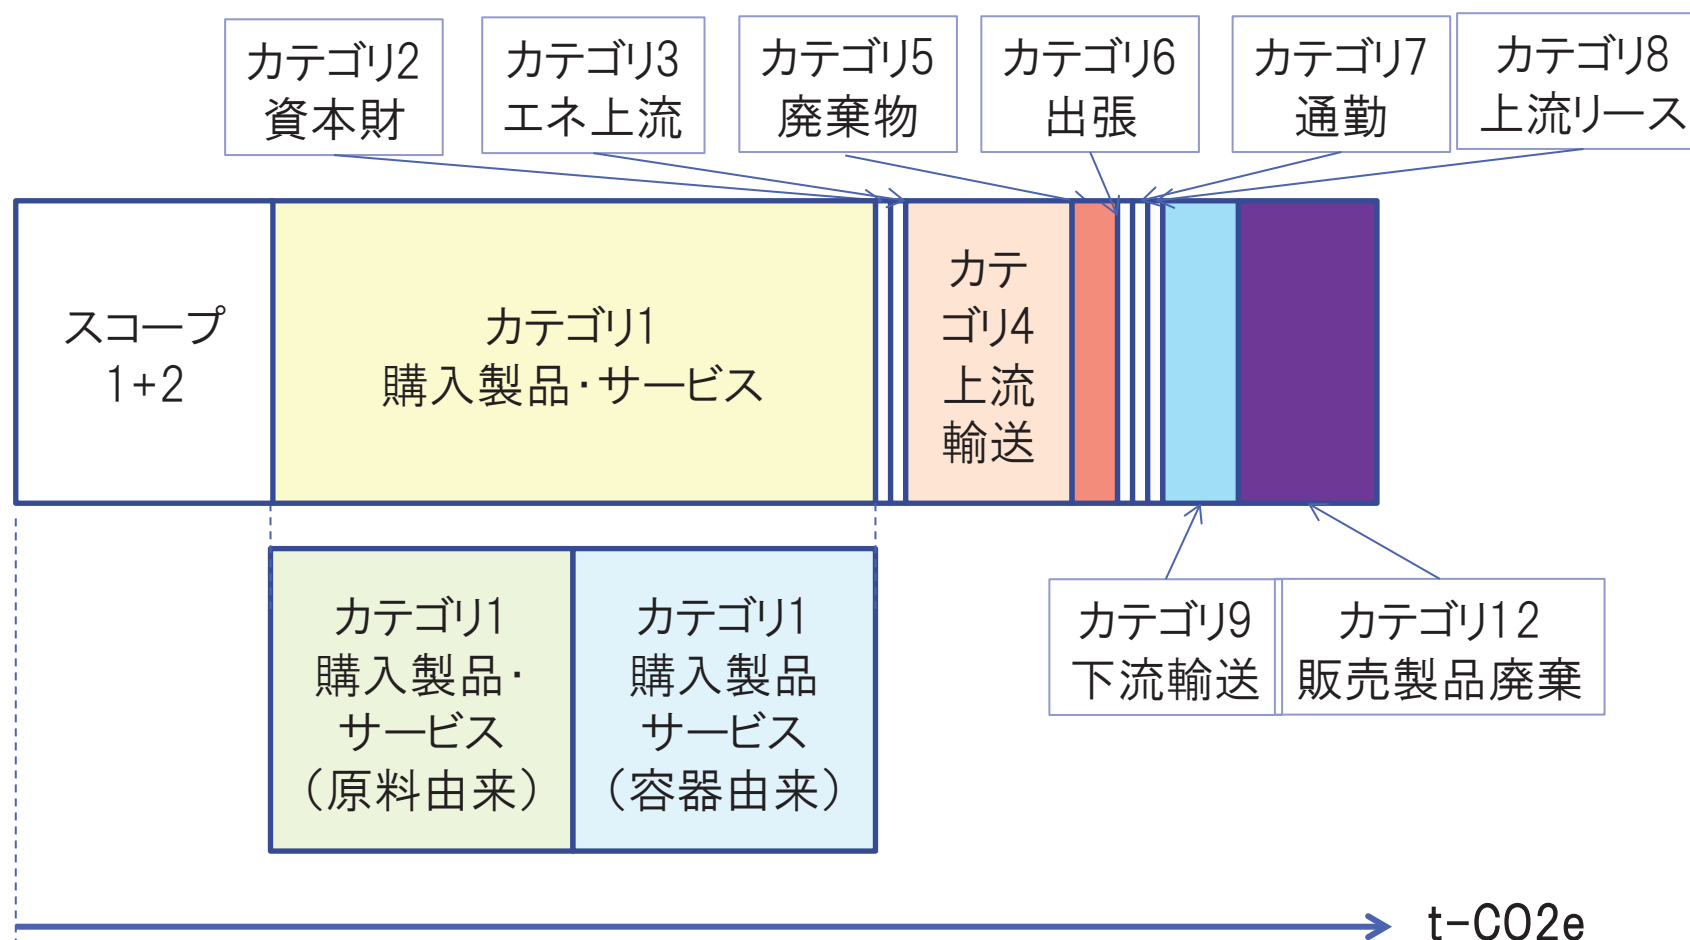 カテゴリ2
資本財
カテゴリ3
エネ上流
カテゴリ5
廃棄物
カテゴリ6
出張
カテゴリ7
通勤
カテゴリ8
上流リース
スコープ
1+2
カテゴリ1
購入製品・サービス
カテ
ゴリ4
上流
輸送
カテゴリ1
購入製品・
サービス
（原料由来）
カテゴリ1
購入製品
サービス
（容器由来）
カテゴリ9
下流輸送
カテゴリ12
販売製品廃棄
t-CO2e